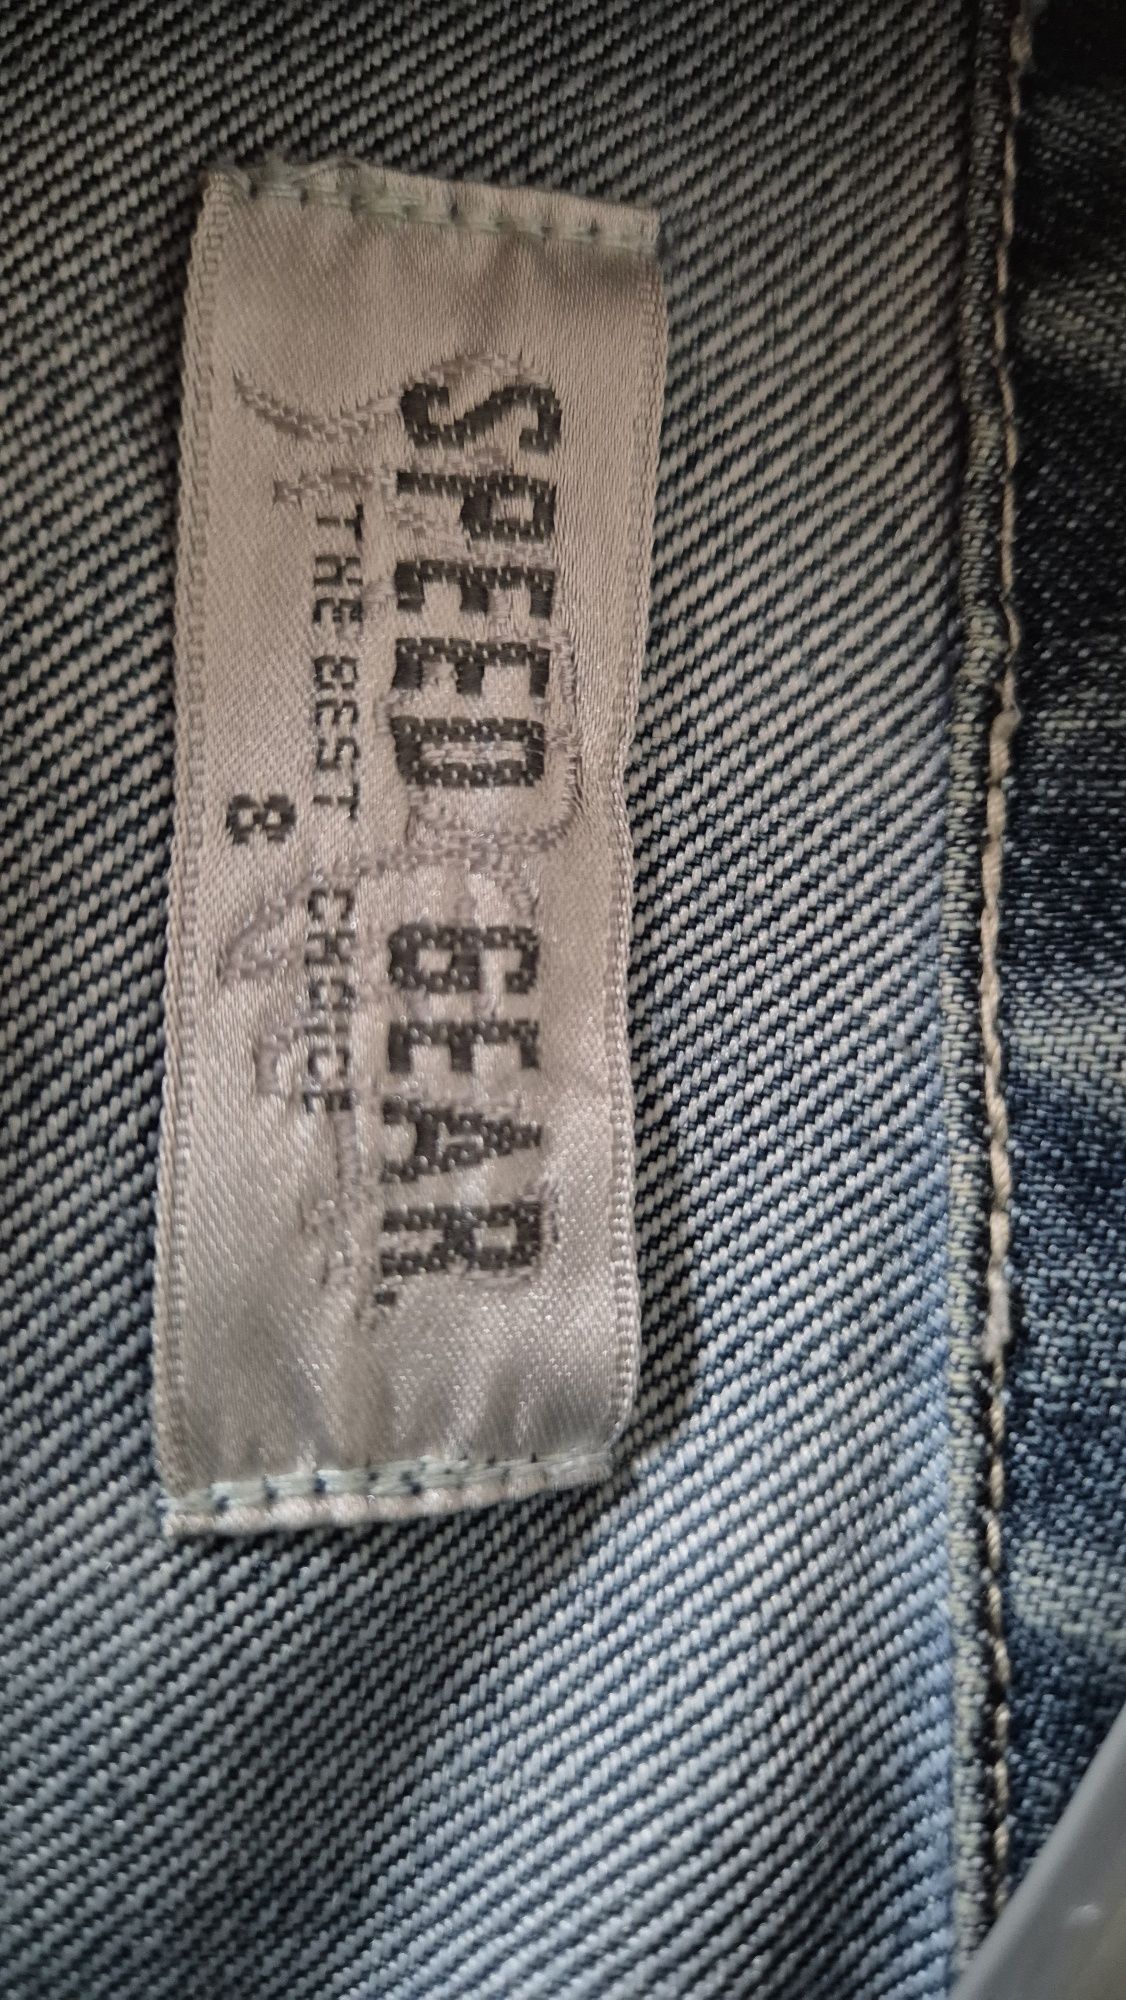 SPEED GEAR.
THE BEST CHOICE
8